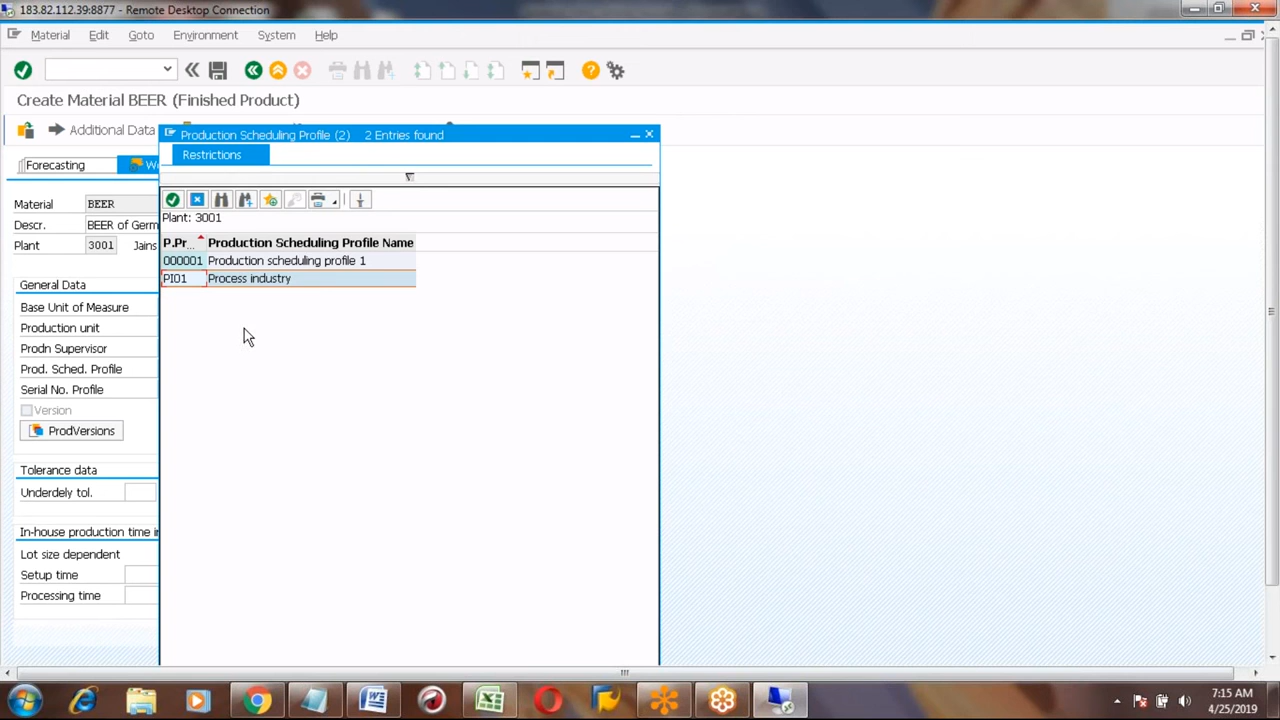 183.82.112.39:8877 - Remote Desktop Connection
Material Edit Goto Environment System Help
Create Material BEER (Finished Product)
Additional Data
Production Scheduling Profile (2) 2 Entries found
Restrictions
Forecasting
Material BEER
Descr. BEER of Germ
Plant 3001 Jains
Plant: 3001
P.Pr... Production Scheduling Profile Name
000001 Production scheduling profile 1
PI01 Process industry
General Data
Base Unit of Measure
Production unit
Prodn Supervisor
Prod. Sched. Profile
Serial No. Profile
Version
ProdVersions
Tolerance data
Underdely tol.
In-house production time i
Lot size dependent
Setup time
Processing time
7:15 AM
4/25/2019